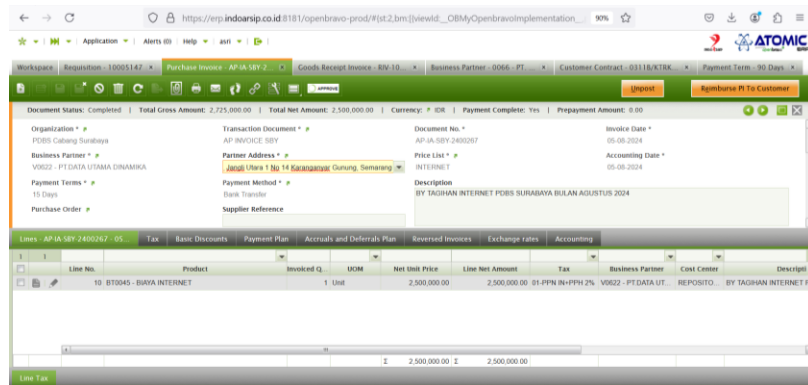 https://erp.indoarsip.co.id:8181/openbravo-prod/#{st:2,bm:[{viewId:_OBMyOpenbravoImplementation_ 90%
Application Alerts (0) Help asri
ATOMIC
Workspace Requisition - 10005147 Purchase Invoice - AP-IA-SBY-2... Goods Receipt Invoice - RIV-10... Business Partner - 0066 - PT. ... Customer Contract - 03118/KTRK... Payment Term - 90 Days
APPROVE Unpost Reimburse PI To Customer
Document Status: Completed | Total Gross Amount: 2,725,000.00 | Total Net Amount: 2,500,000.00 | Currency: IDR | Payment Complete: Yes | Prepayment Amount: 0.00
Organization * Transaction Document * Document No. * Invoice Date *
PDBS Cabang Surabaya AP INVOICE SBY AP-IA-SBY-2400267 05-08-2024
Business Partner * Partner Address * Price List * Accounting Date *
V0622 - PT.DATA UTAMA DINAMIKA Jangli Utara 1 No 14 Karanganyar Gunung, Semarang INTERNET 05-08-2024
Payment Terms * Payment Method * Description
15 Days Bank Transfer BY TAGIHAN INTERNET PDBS SURABAYA BULAN AGUSTUS 2024
Purchase Order Supplier Reference
Lines - AP-IA-SBY-2400267 - 05... Tax Basic Discounts Payment Plan Accruals and Deferrals Plan Reversed Invoices Exchange rates Accounting
1 1
Line No. Product Invoiced Q... UOM Net Unit Price Line Net Amount Tax Business Partner Cost Center Descripti
10 BT0045 - BIAYA INTERNET 1 Unit 2,500,000.00 2,500,000.00 01-PPN IN+PPH 2% V0622 - PT.DATA UT... REPOSITO... BY TAGIHAN INTERNET
Σ 2,500,000.00 Σ 2,500,000.00
Line Tax